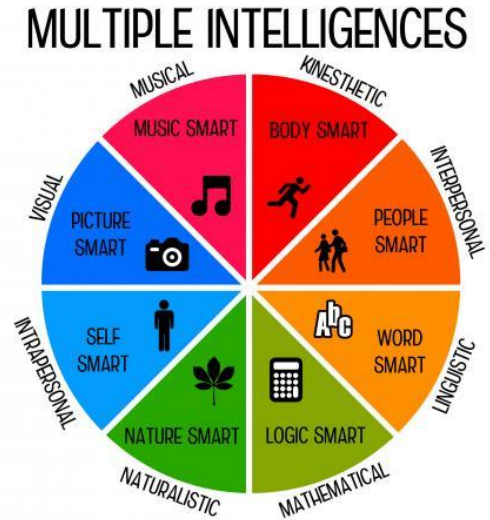 MULTIPLE INTELLIGENCES
MUSICAL
KINESTHETIC
MUSIC SMART
BODY SMART
VISUAL
INTERPERSONAL
PICTURE
SMART
PEOPLE
SMART
INTRAPERSONAL
SELF
SMART
AbC
WORD
SMART
LINGUISTIC
NATURE SMART
LOGIC SMART
NATURALISTIC
MATHEMATICAL